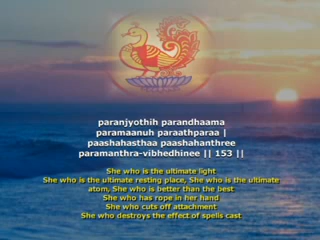 paranjyothih parandhaama
paramaanuh paraathparaa |
paashahasthaa paashahanthree
paramanthra-vibhedhinee || 153 ||
She who is the ultimate light
She who is the ultimate resting place, She who is the ultimate
atom, She who is better than the best
She who has rope in her hand
She who cuts off attachment
She who destroys the effect of spells cast